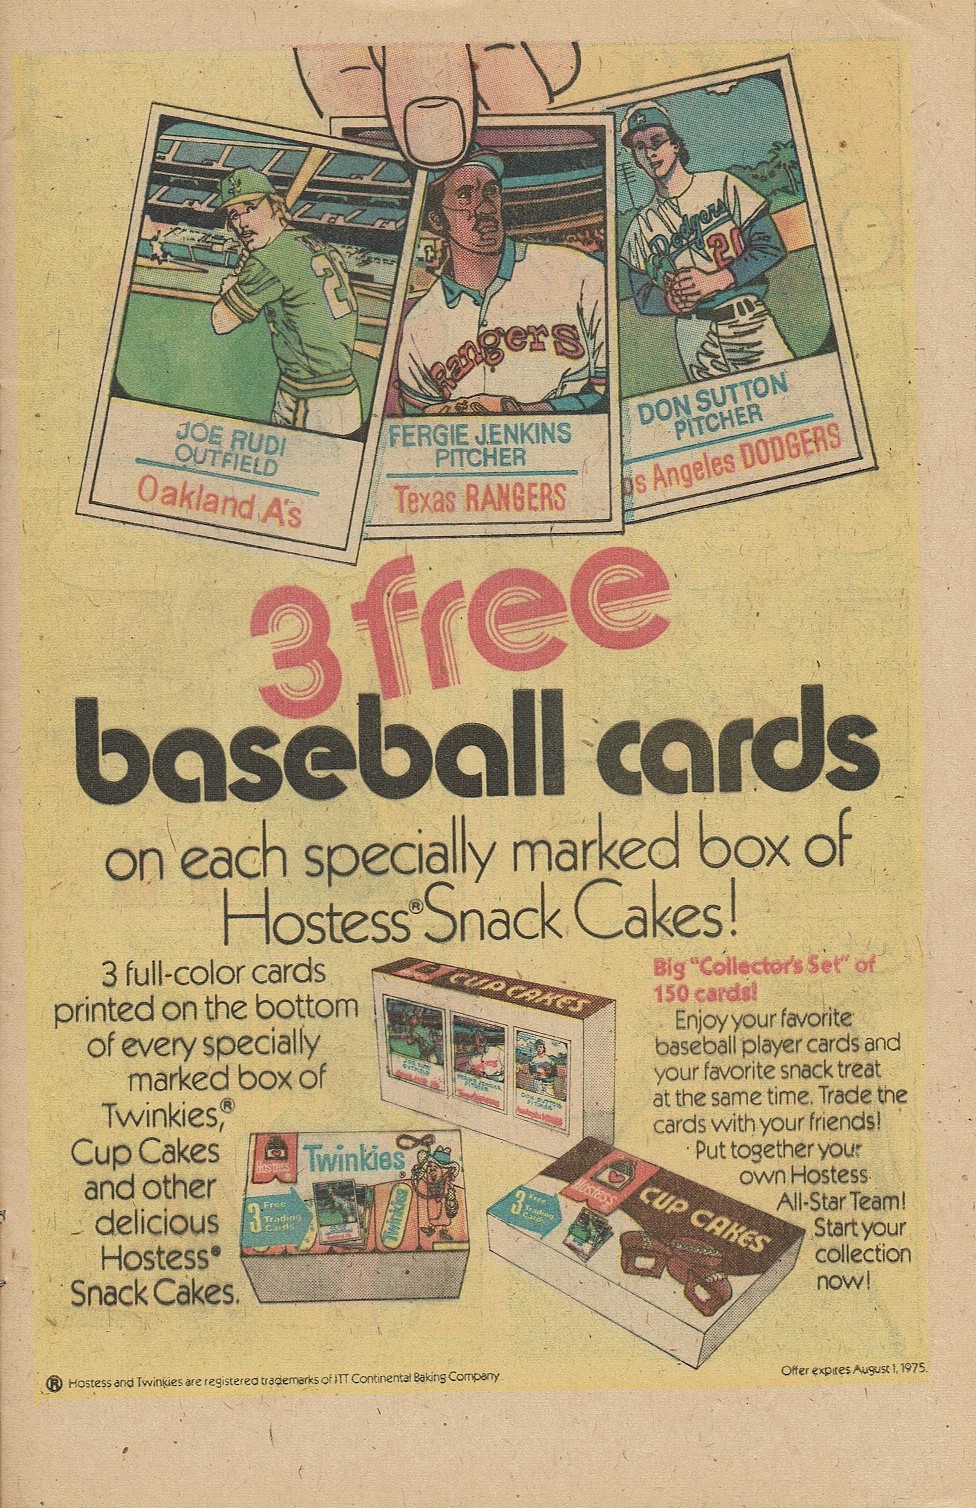 26
JOE RUDI
OUTFIELD
Oakland A's
Rangers
FERGIE JENKINS
PITCHER
Texas RANGERS
Dodgers
20
DON SUTTON
PITCHER
os Angeles DODGERS
3 free
baseball cards
on each specially marked box of
Hostess® Snack Cakes!
3 full-color cards
printed on the bottom
of every specially
marked box of
Twinkies,®
Cup Cakes
and other
delicious
Hostess®
Snack Cakes.
CUP CAKES
Hostess
Twinkies
3 Free
Trading
Cards
Twinkies
Hostess
CUP CAKES
3 Free
Trading
Cards
Big "Collector's Set" of
150 cards!
Enjoy your favorite
baseball player cards and
your favorite snack treat
at the same time. Trade the
cards with your friends!
Put together your
own Hostess
All-Star Team!
Start your
collection
now!
® Hostess and Twinkies are registered trademarks of ITT Continental Baking Company
Offer expires August 1, 1975.